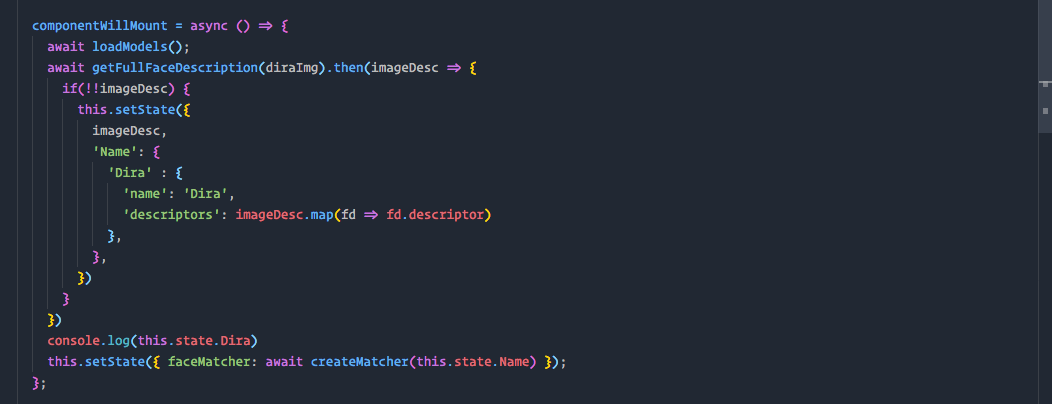 componentWillMount = async () => {
  await loadModels();
  await getFullFaceDescription(diraImg).then(imageDesc => {
    if(!!imageDesc) {
      this.setState({
        imageDesc,
        'Name': {
          'Dira' : {
            'name': 'Dira',
            'descriptors': imageDesc.map(fd => fd.descriptor)
          },
        },
      })
    }
  })
  console.log(this.state.Dira)
  this.setState({ faceMatcher: await createMatcher(this.state.Name) });
};